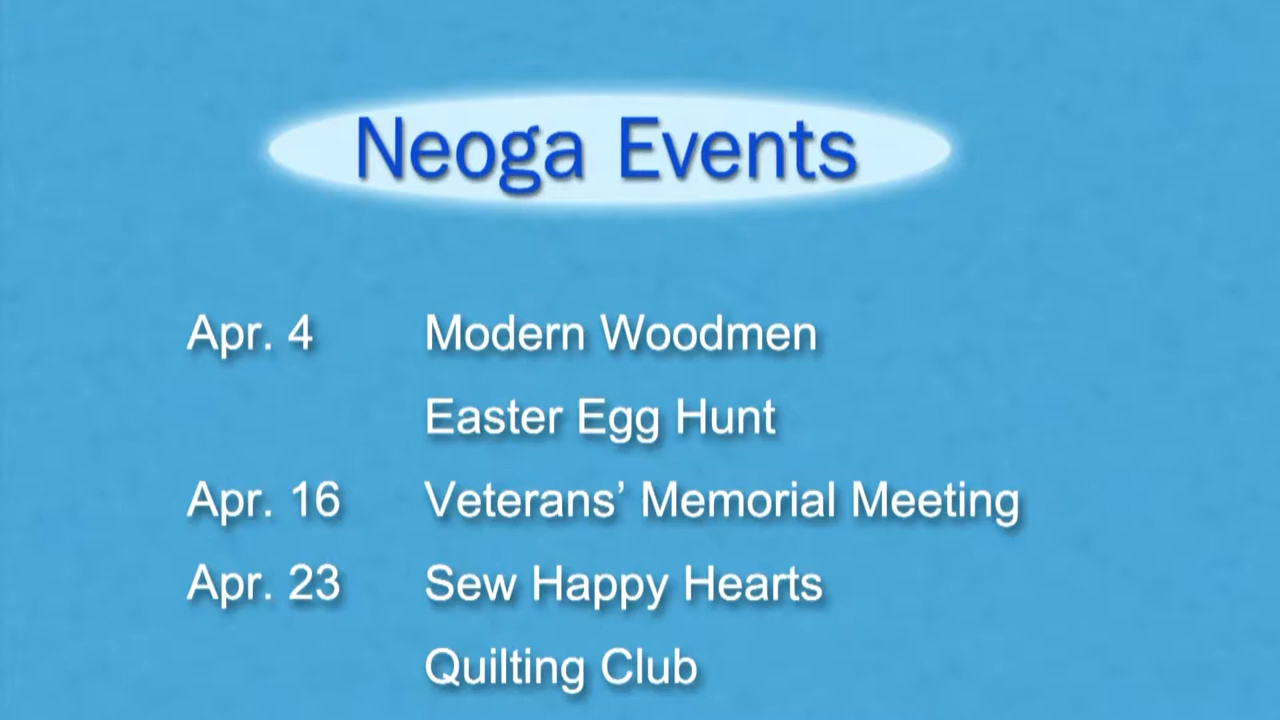 Neoga Events
Apr. 4 Modern Woodmen
Easter Egg Hunt
Apr. 16 Veterans’ Memorial Meeting
Apr. 23 Sew Happy Hearts
Quilting Club